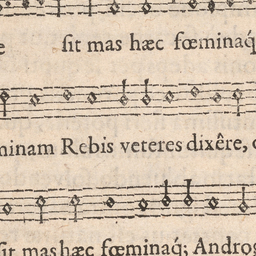 e ſit mas hæc fœminaq́
minam Rebis veteres dixêre,
ſit mas hæc fœminaq́; Androg